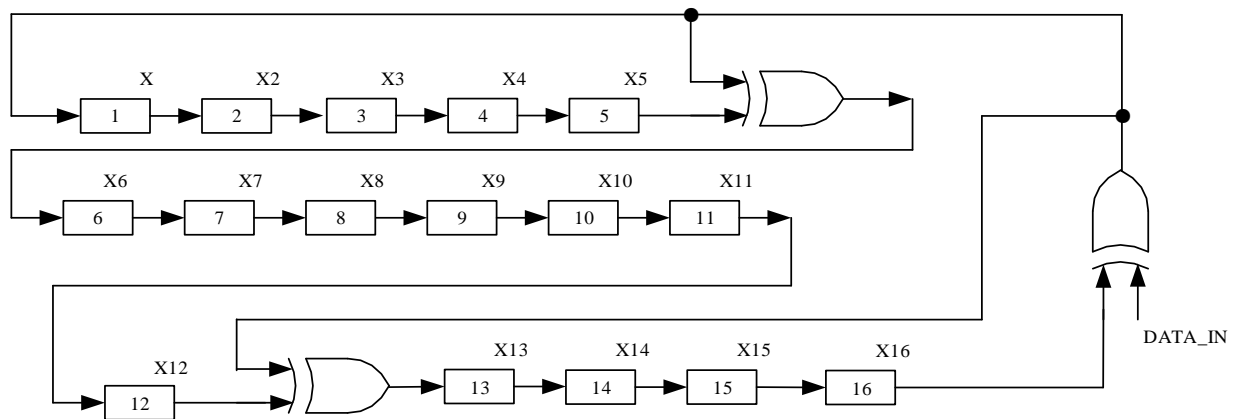 X X2 X3 X4 X5
1 2 3 4 5
X6 X7 X8 X9 X10 X11
6 7 8 9 10 11
DATA_IN
X12 X13 X14 X15 X16
12 13 14 15 16